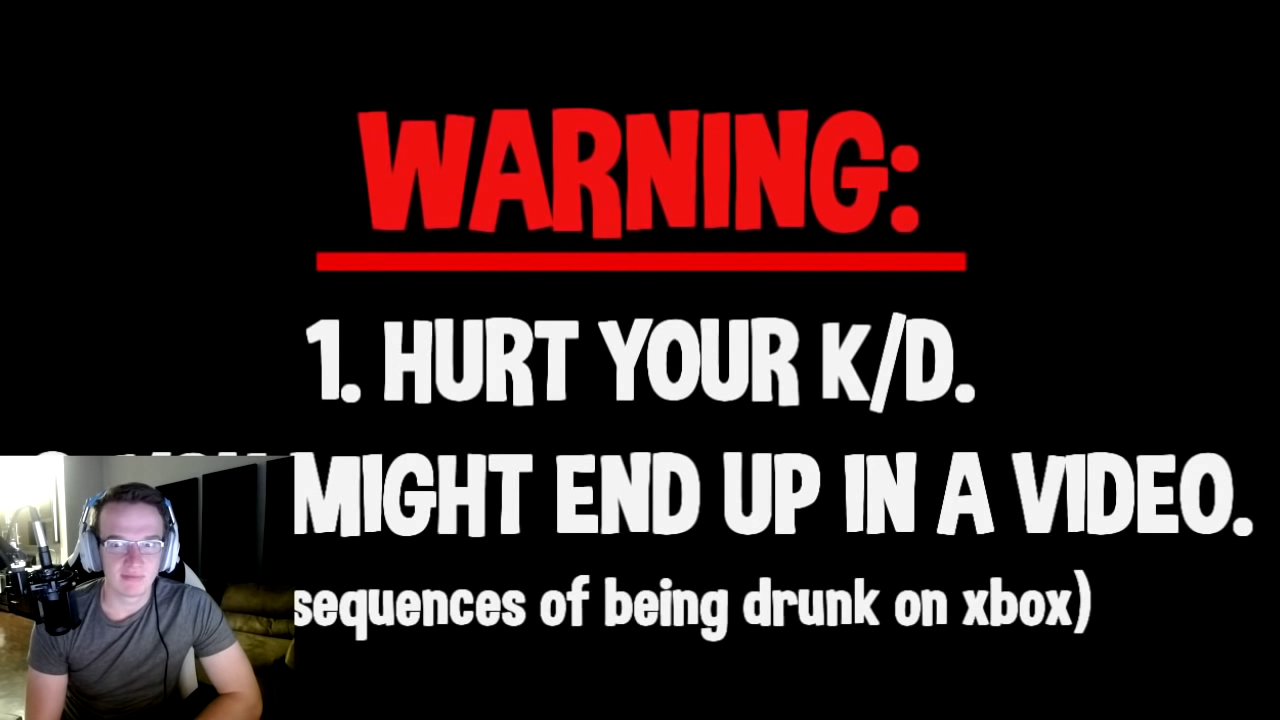 WARNING:
1. HURT YOUR K/D.
MIGHT END UP IN A VIDEO.
sequences of being drunk on xbox)